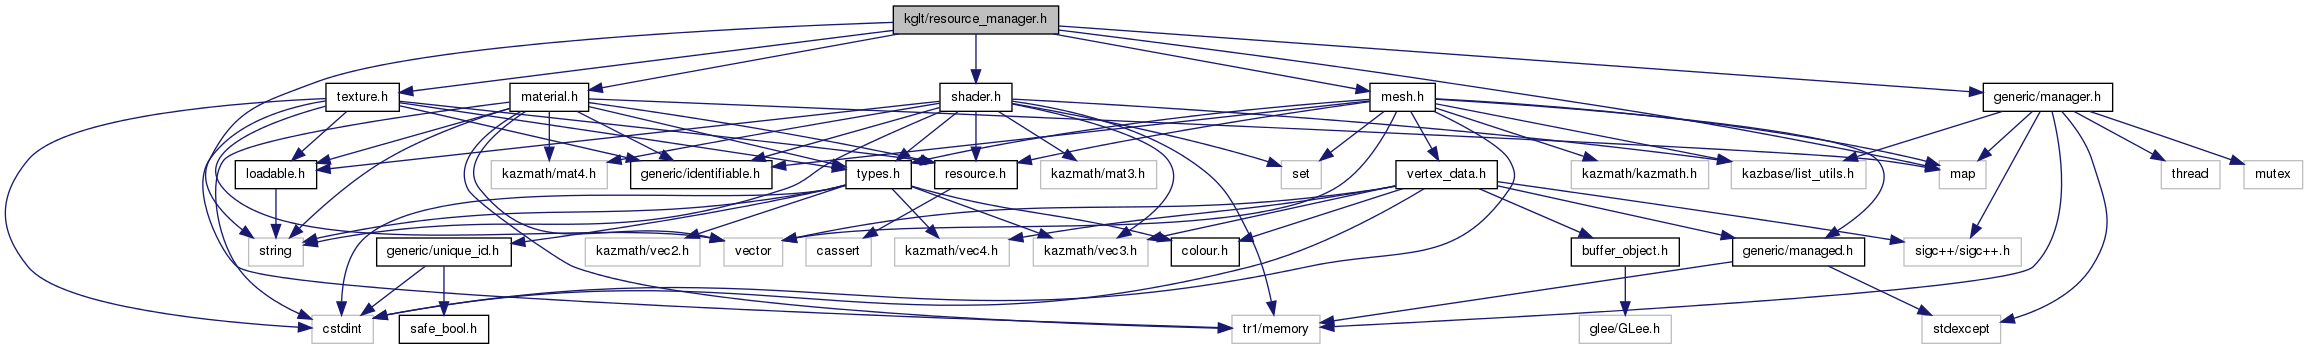 kglt/resource_manager.h
texture.h
material.h
shader.h
mesh.h
generic/manager.h
loadable.h
kazmath/mat4.h
generic/identifiable.h
types.h
resource.h
kazmath/mat3.h
set
vertex_data.h
kazmath/kazmath.h
kazbase/list_utils.h
map
thread
mutex
string
generic/unique_id.h
kazmath/vec2.h
vector
cassert
kazmath/vec4.h
kazmath/vec3.h
colour.h
buffer_object.h
generic/managed.h
sigc++/sigc++.h
cstdint
safe_bool.h
tr1/memory
glee/GLee.h
stdexcept